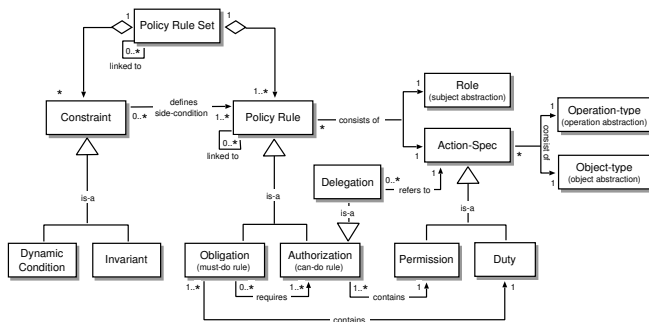 1
Policy Rule Set
1
0..*
linked to
*
1..*
Constraint
defines
side-condition
0..*
1..*
Policy Rule
*
consists of
0..*
linked to
1
Role
(subject abstraction)
1
Action-Spec
*
consist of
1
Operation-type
(operation abstraction)
1
Object-type
(object abstraction)
Delegation
0..*
refers to
1
is-a
is-a
is-a
is-a
Dynamic
Condition
Invariant
Obligation
(must-do rule)
Authorization
(can-do rule)
Permission
Duty
1..*
0..*
requires
1..*
1..*
contains
1
1
contains